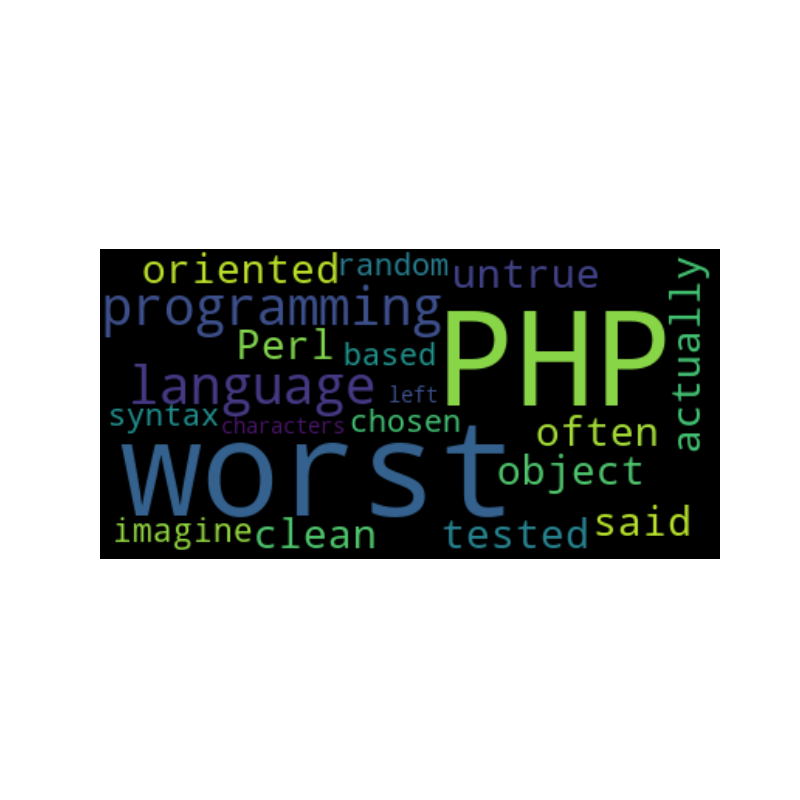 oriented random untrue actually
programming PHP
Perl based
language left
syntax characters chosen often
worst object
imagine clean tested said